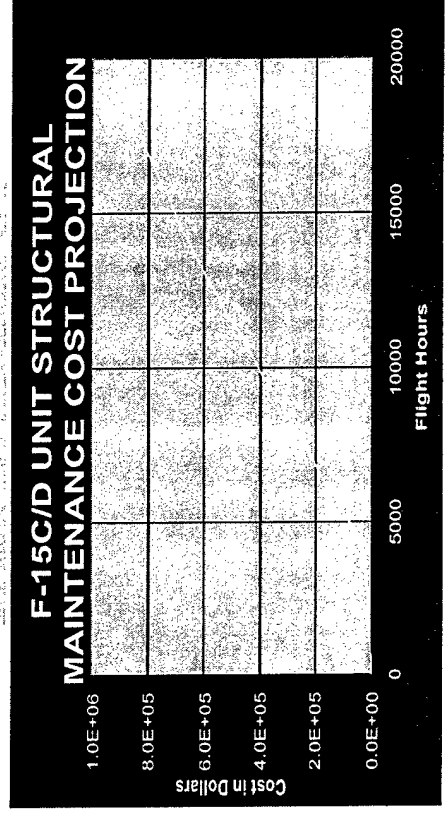 F-15C/D UNIT STRUCTURAL
MAINTENANCE COST PROJECTION
1.0E+06
8.0E+05
6.0E+05
4.0E+05
2.0E+05
0.0E+00
Cost in Dollars
0
5000
10000
15000
20000
Flight Hours